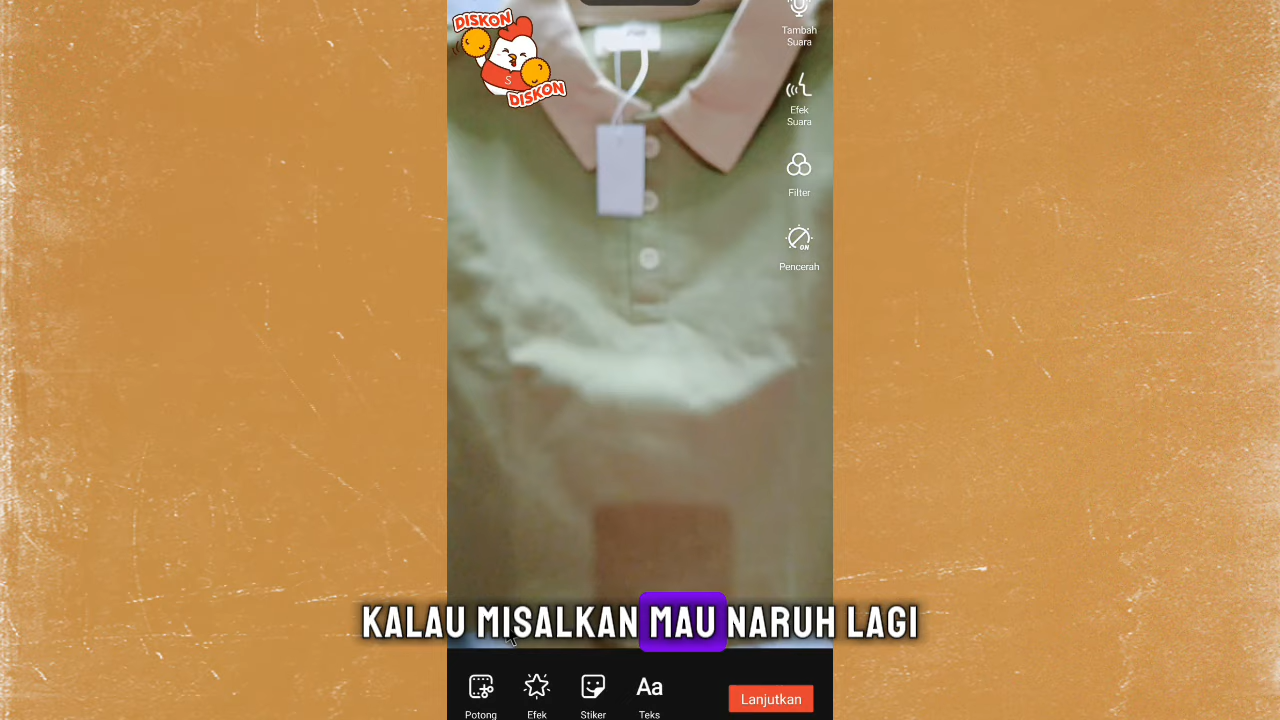 DISKON
S
DISKON
Tambah
Suara
Efek
Suara
Filter
ON
Pencerah
KALAU MISALKAN MAU NARUH LAGI
Potong
Efek
Stiker
Aa
Teks
Lanjutkan